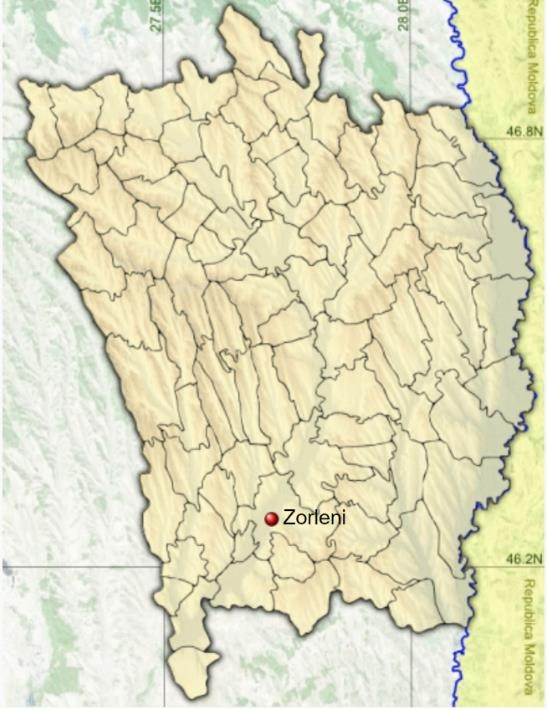 27.5E
28.0E
Republica Moldova
46.8N
Zorleni
46.2N
Republica Moldova